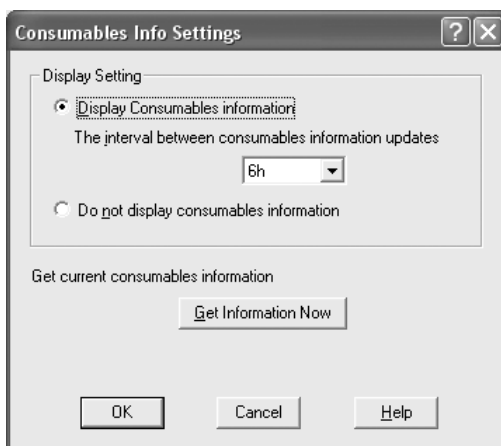 Consumables Info Settings
Display Setting
Display Consumables information
The interval between consumables information updates
6h
Do not display consumables information
Get current consumables information
Get Information Now
OK Cancel Help